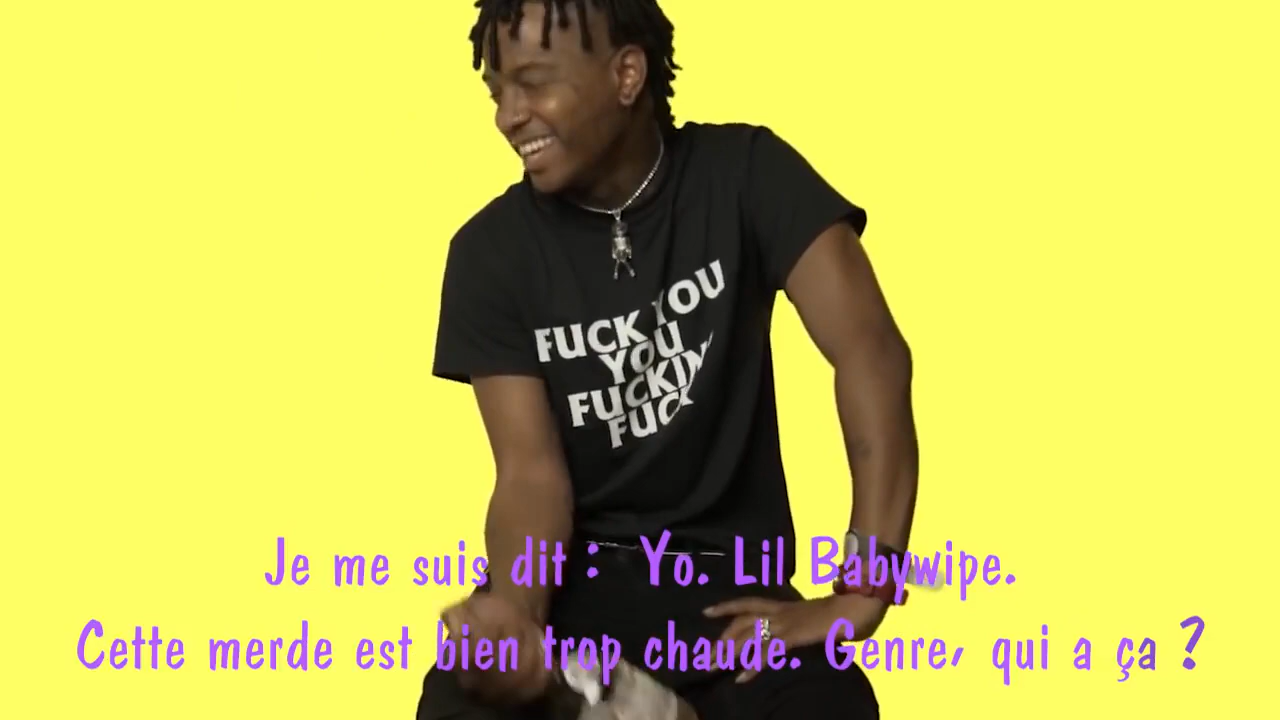 FUCK YOU
YOU
FUCKIN
FUCK
Je me suis dit : Yo. Lil Babywipe.
Cette merde est bien trop chaude. Genre, qui a ça ?